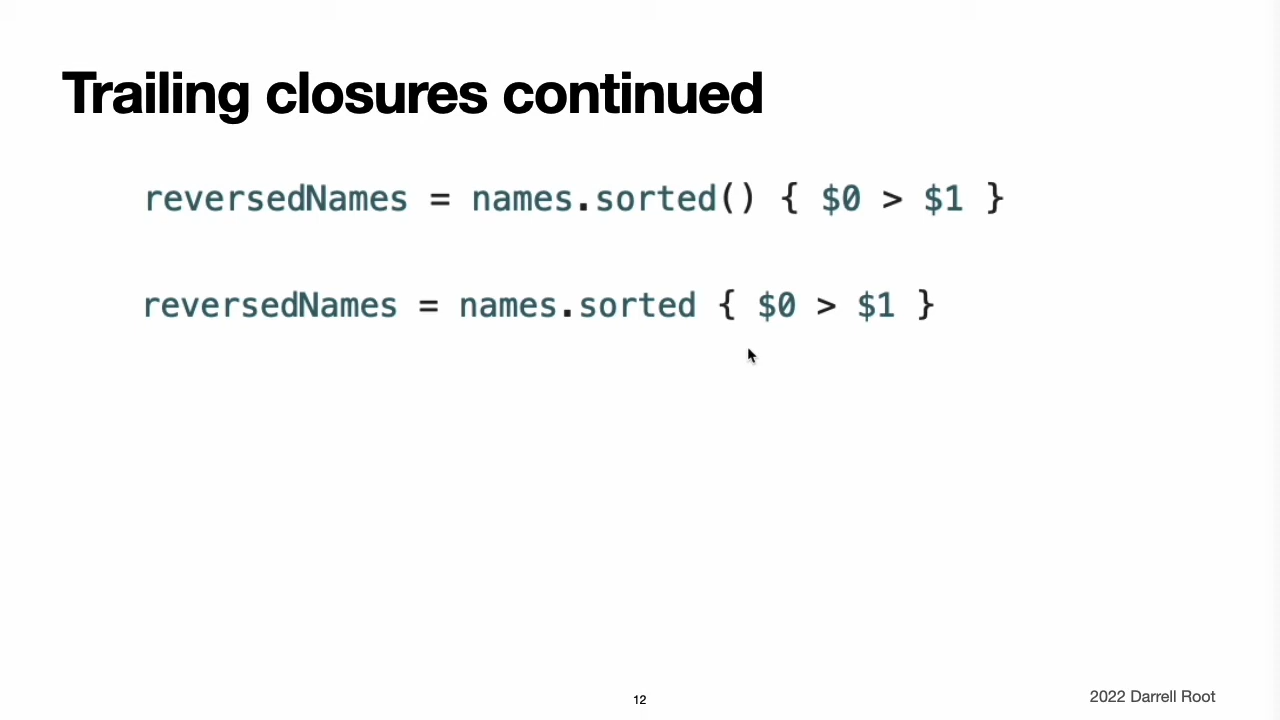 Trailing closures continued
reversedNames = names.sorted() { $0 > $1 }
reversedNames = names.sorted { $0 > $1 }
12
2022 Darrell Root